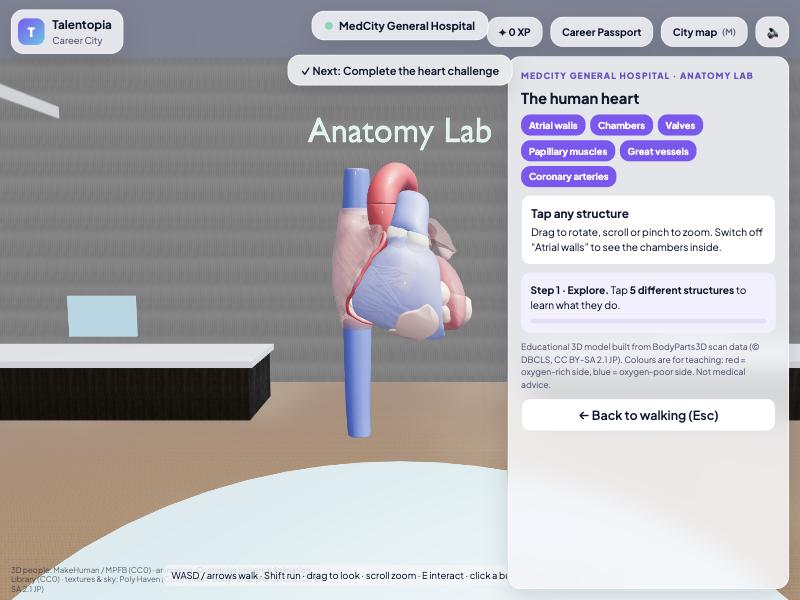 T
Talentopia
Career City
MedCity General Hospital
✦ 0 XP
Career Passport
City map (M)
✓ Next: Complete the heart challenge
MEDCITY GENERAL HOSPITAL · ANATOMY LAB
The human heart
Atrial walls
Chambers
Valves
Papillary muscles
Great vessels
Coronary arteries
Tap any structure
Drag to rotate, scroll or pinch to zoom. Switch off
"Atrial walls" to see the chambers inside.
Step 1 · Explore. Tap 5 different structures to
learn what they do.
Educational 3D model built from BodyParts3D scan data (©
DBCLS, CC BY-SA 2.1 JP). Colours are for teaching: red =
oxygen-rich side, blue = oxygen-poor side. Not medical
advice.
← Back to walking (Esc)
Anatomy Lab
3D people: MakeHuman / MPFB (CC0) ·
Library (CC0) · textures & sky: Poly Haven
SA 2.1 JP)
WASD / arrows walk · Shift run · drag to look · scroll zoom · E interact · click a